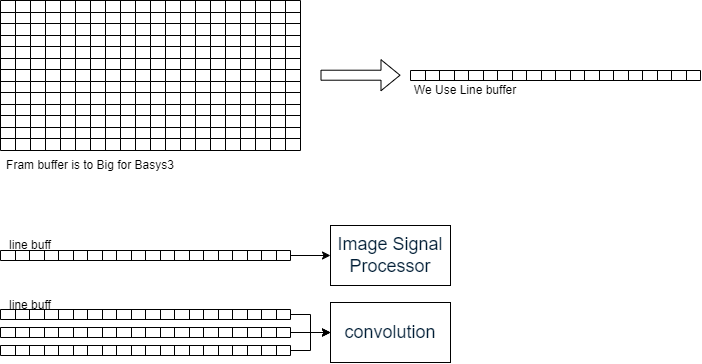 We Use Line buffer
Fram buffer is to Big for Basys3
line buff
Image Signal
Processor
line buff
convolution